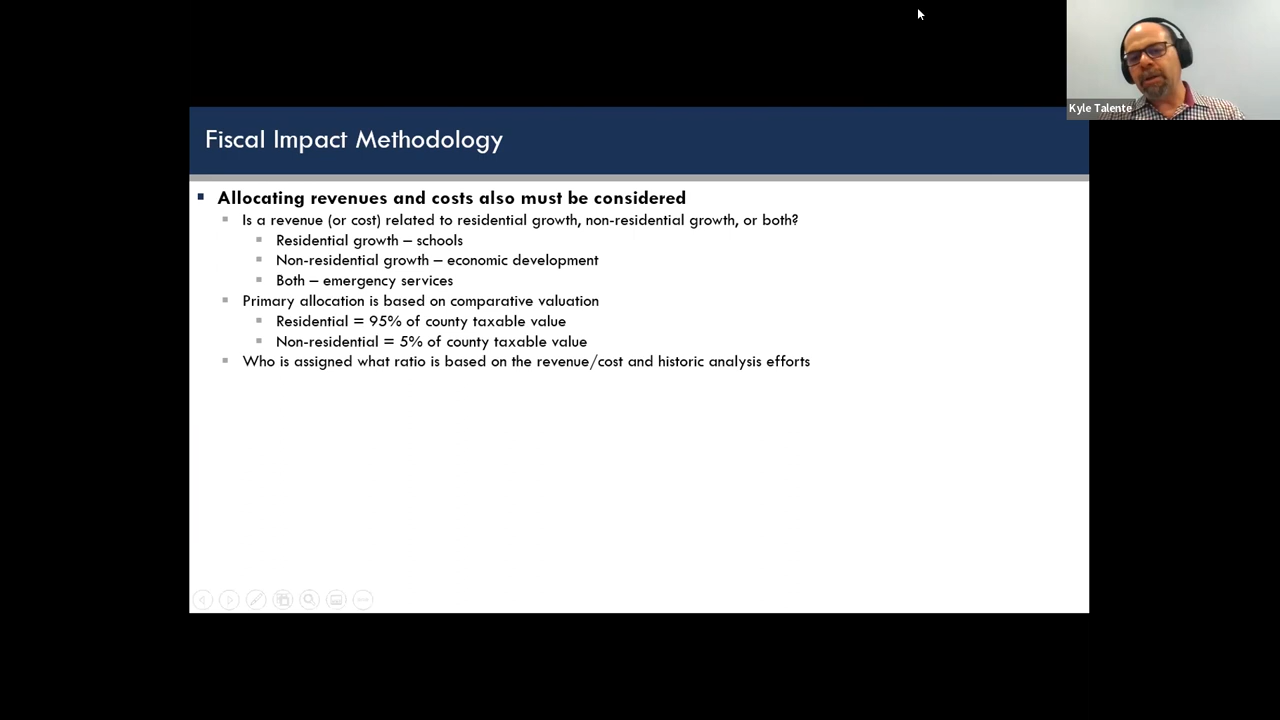 Kyle Talente
Fiscal Impact Methodology
Allocating revenues and costs also must be considered
Is a revenue (or cost) related to residential growth, non-residential growth, or both?
Residential growth – schools
Non-residential growth – economic development
Both – emergency services
Primary allocation is based on comparative valuation
Residential = 95% of county taxable value
Non-residential = 5% of county taxable value
Who is assigned what ratio is based on the revenue/cost and historic analysis efforts